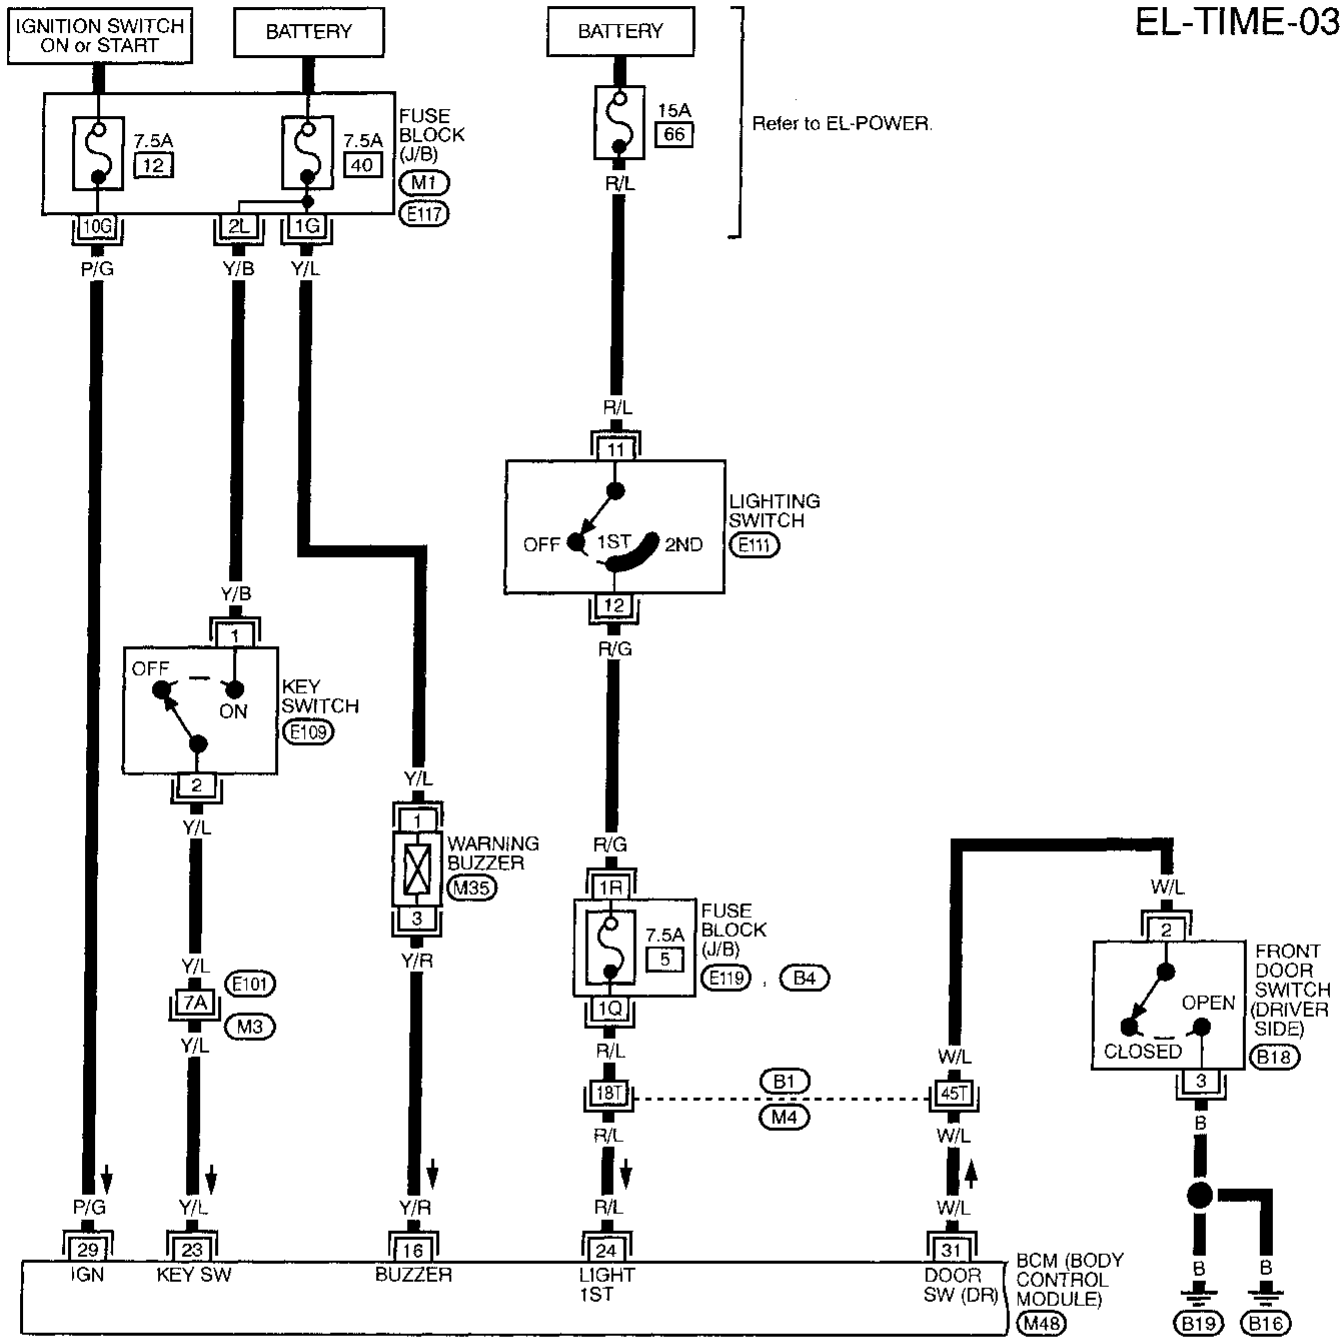 EL-TIME-03
IGNITION SWITCH
ON or START
BATTERY
BATTERY
7.5A
12
7.5A
40
FUSE
BLOCK
(J/B)
M1
E117
15A
66
Refer to EL-POWER.
R/L
10G
2L
1G
P/G
Y/B
Y/L
R/L
11
LIGHTING
SWITCH
E111
OFF
1ST
2ND
12
R/G
Y/B
1
OFF
ON
KEY
SWITCH
E109
2
Y/L
Y/L
1
WARNING
BUZZER
M35
3
Y/R
R/G
1R
7.5A
5
FUSE
BLOCK
(J/B)
E119 , B4
1Q
R/L
W/L
2
FRONT
DOOR
SWITCH
(DRIVER
SIDE)
B18
OPEN
CLOSED
3
B
Y/L
7A
E101
M3
Y/L
18T
B1
M4
W/L
45T
R/L
W/L
P/G
Y/L
Y/R
R/L
W/L
29
23
16
24
31
IGN
KEY SW
BUZZER
LIGHT
1ST
DOOR
SW (DR)
BCM (BODY
CONTROL
MODULE)
M48
B
B
B19
B16